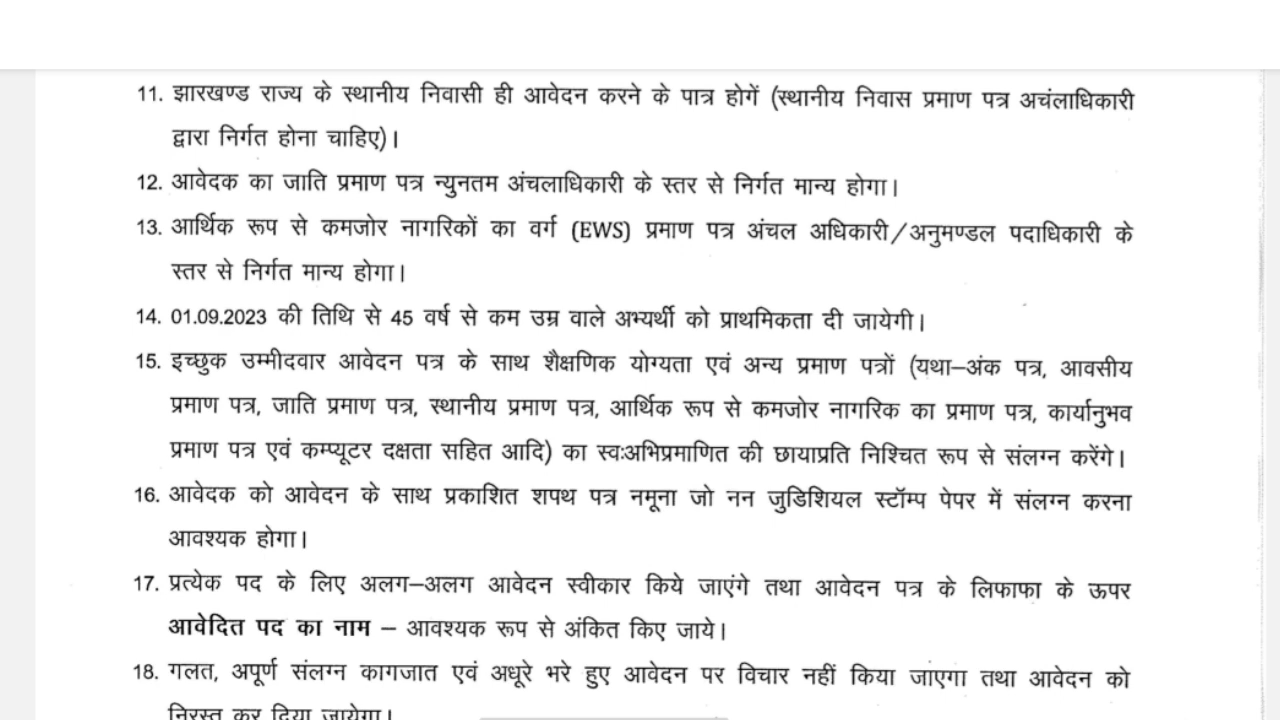 11. झारखण्ड राज्य के स्थानीय निवासी ही आवेदन करने के पात्र होगें (स्थानीय निवास प्रमाण पत्र अचंलाधिकारी
द्वारा निर्गत होना चाहिए)।
12. आवेदक का जाति प्रमाण पत्र न्युनतम अंचलाधिकारी के स्तर से निर्गत मान्य होगा।
13. आर्थिक रूप से कमजोर नागरिकों का वर्ग (EWS) प्रमाण पत्र अंचल अधिकारी/अनुमण्डल पदाधिकारी के
स्तर से निर्गत मान्य होगा।
14. 01.09.2023 की तिथि से 45 वर्ष से कम उम्र वाले अभ्यर्थी को प्राथमिकता दी जायेगी।
15. इच्छुक उम्मीदवार आवेदन पत्र के साथ शैक्षणिक योग्यता एवं अन्य प्रमाण पत्रों (यथा–अंक पत्र, आवसीय
प्रमाण पत्र, जाति प्रमाण पत्र, स्थानीय प्रमाण पत्र, आर्थिक रूप से कमजोर नागरिक का प्रमाण पत्र, कार्यानुभव
प्रमाण पत्र एवं कम्प्यूटर दक्षता सहित आदि) का स्वःअभिप्रमाणित की छायाप्रति निश्चित रूप से संलग्न करेंगे।
16. आवेदक को आवेदन के साथ प्रकाशित शपथ पत्र नमूना जो नन जुडिशियल स्टॉम्प पेपर में संलग्न करना
आवश्यक होगा।
17. प्रत्येक पद के लिए अलग–अलग आवेदन स्वीकार किये जाएंगे तथा आवेदन पत्र के लिफाफा के ऊपर
आवेदित पद का नाम – आवश्यक रूप से अंकित किए जाये।
18. गलत, अपूर्ण संलग्न कागजात एवं अधूरे भरे हुए आवेदन पर विचार नहीं किया जाएगा तथा आवेदन को
निरस्त कर दिया जायेगा।